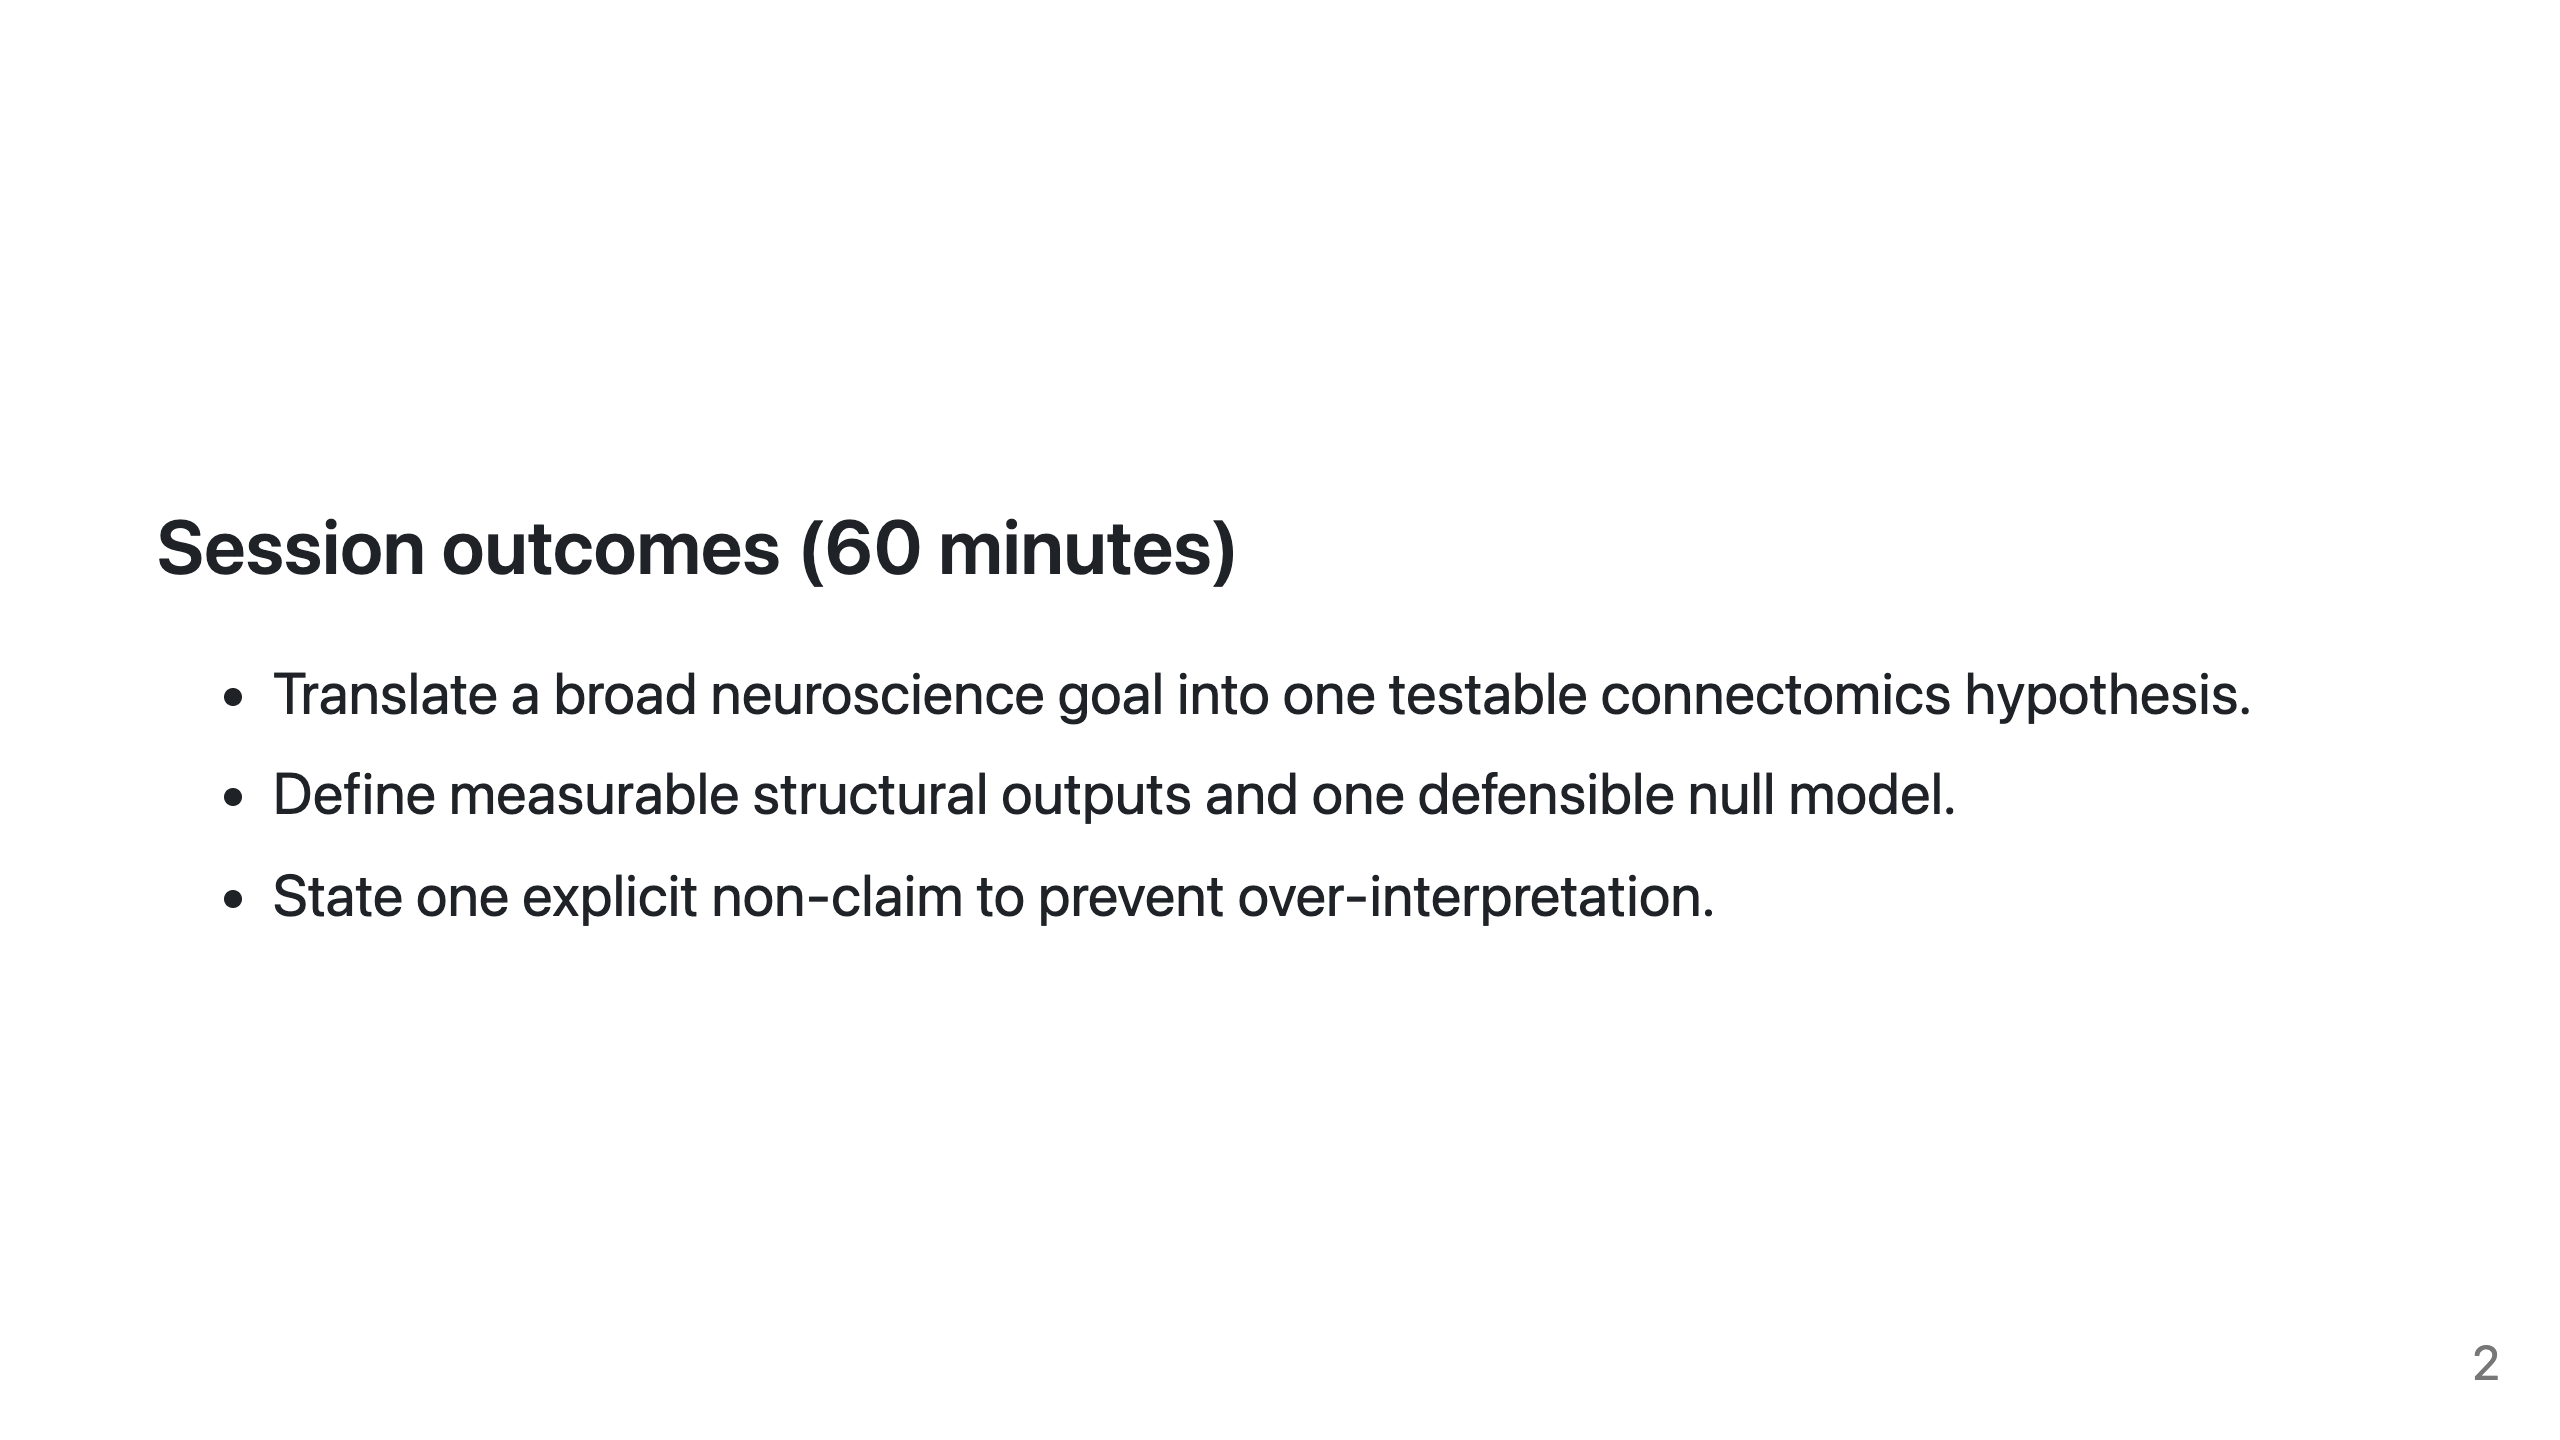 Session outcomes (60 minutes)
• Translate a broad neuroscience goal into one testable connectomics hypothesis.
• Define measurable structural outputs and one defensible null model.
• State one explicit non-claim to prevent over-interpretation.
2